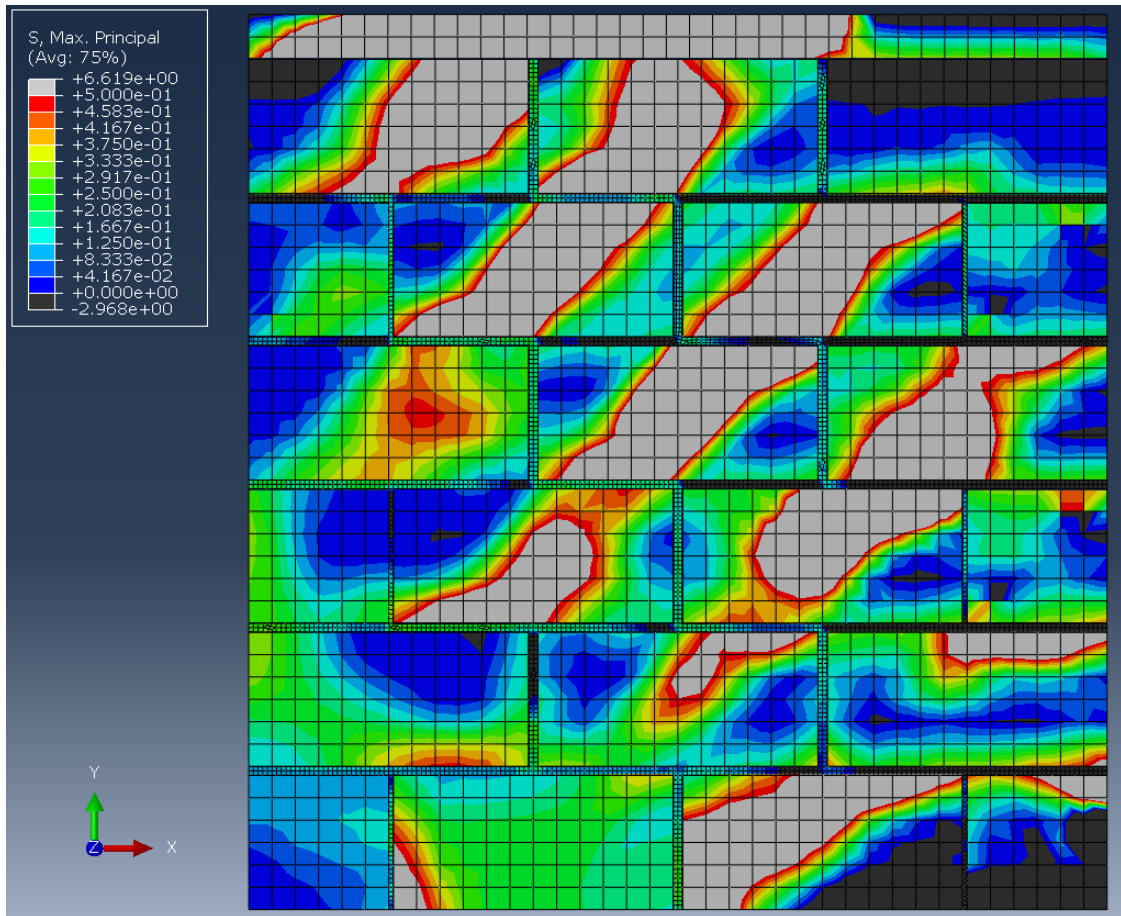 S, Max. Principal
(Avg: 75%)
+6.619e+00
+5.000e-01
+4.583e-01
+4.167e-01
+3.750e-01
+3.333e-01
+2.917e-01
+2.500e-01
+2.083e-01
+1.667e-01
+1.250e-01
+8.333e-02
+4.167e-02
+0.000e+00
-2.968e+00
Y
Z
X